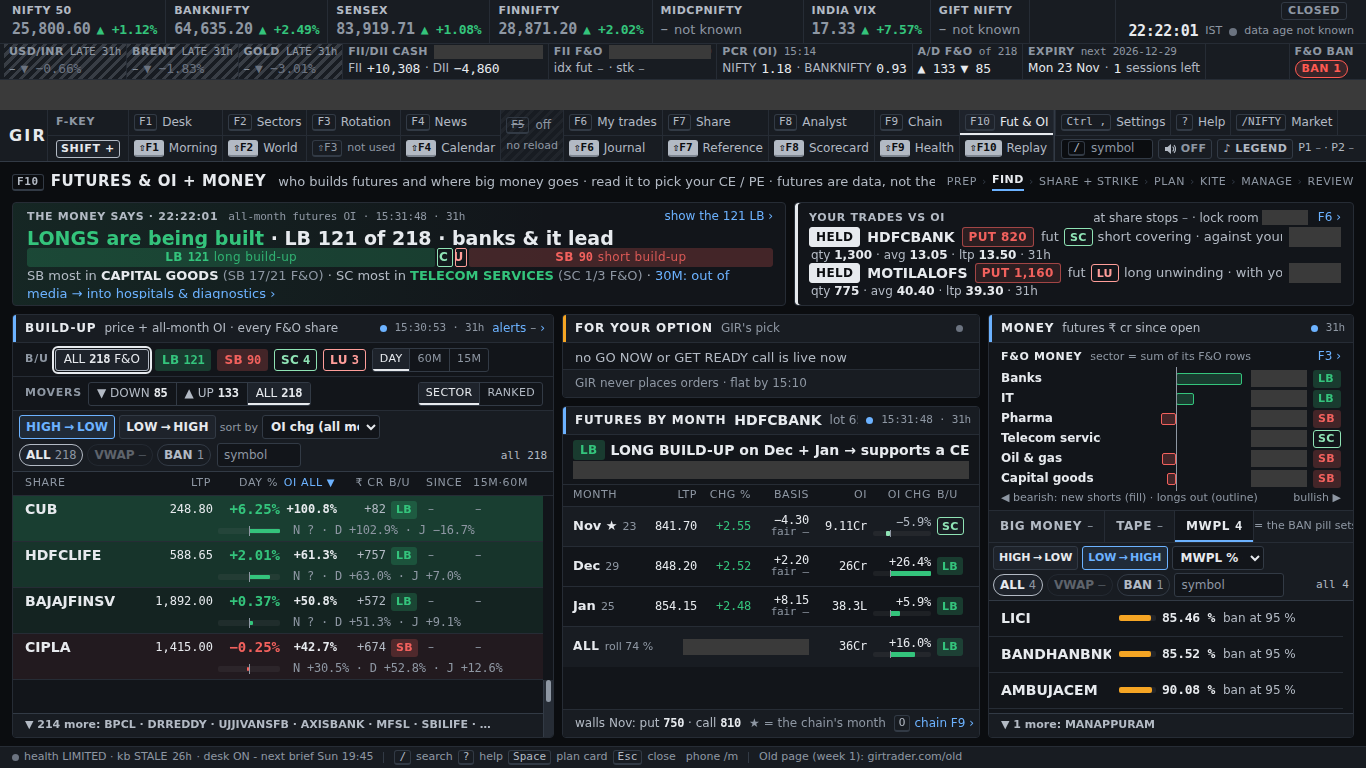 NIFTY 50 BANKNIFTY SENSEX FINNIFTY MIDCPNIFTY INDIA VIX GIFT NIFTY CLOSED
25,800.60 ▲ +1.12% 64,635.20 ▲ +2.49% 83,919.71 ▲ +1.08% 28,871.20 ▲ +2.02% – not known 17.33 ▲ +7.57% – not known 22:22:01 IST ● data age not known
USD/INR LATE 31h BRENT LATE 31h GOLD LATE 31h FII/DII CASH FII F&O PCR (OI) 15:14 A/D F&O of 218 EXPIRY next 2026-12-29 F&O BAN
– ▼ −0.66% – ▼ −1.83% – ▼ −3.01% FII +10,308 · DII −4,860 idx fut – · stk – NIFTY 1.18 · BANKNIFTY 0.93 ▲ 133 ▼ 85 Mon 23 Nov · 1 sessions left BAN 1
GIR F-KEY F1 Desk F2 Sectors F3 Rotation F4 News F5 off F6 My trades F7 Share F8 Analyst F9 Chain F10 Fut & OI Ctrl , Settings ? Help /NIFTY Market
SHIFT + ⇧F1 Morning ⇧F2 World ⇧F3 not used ⇧F4 Calendar no reload ⇧F6 Journal ⇧F7 Reference ⇧F8 Scorecard ⇧F9 Health ⇧F10 Replay / symbol OFF ♪ LEGEND P1 – · P2 –
F10 FUTURES & OI + MONEY who builds futures and where big money goes · read it to pick your CE / PE · futures are data, not the PREP › FIND › SHARE + STRIKE › PLAN › KITE › MANAGE › REVIEW
THE MONEY SAYS · 22:22:01 all-month futures OI · 15:31:48 · 31h show the 121 LB ›
LONGS are being built · LB 121 of 218 · banks & it lead
LB 121 long build-up C U SB 90 short build-up
SB most in CAPITAL GOODS (SB 17/21 F&O) · SC most in TELECOM SERVICES (SC 1/3 F&O) · 30M: out of
media → into hospitals & diagnostics ›
YOUR TRADES VS OI at share stops – · lock room F6 ›
HELD HDFCBANK PUT 820 fut SC short covering · against your
qty 1,300 · avg 13.05 · ltp 13.50 · 31h
HELD MOTILALOFS PUT 1,160 fut LU long unwinding · with yo
qty 775 · avg 40.40 · ltp 39.30 · 31h
BUILD-UP price + all-month OI · every F&O share 15:30:53 · 31h alerts – ›
B/U ALL 218 F&O LB 121 SB 90 SC 4 LU 3 DAY 60M 15M
MOVERS ▼ DOWN 85 ▲ UP 133 ALL 218 SECTOR RANKED
HIGH→LOW LOW→HIGH sort by OI chg (all m
ALL 218 VWAP – BAN 1 symbol all 218
SHARE LTP DAY % OI ALL ▼ ₹ CR B/U SINCE 15M·60M
CUB 248.80 +6.25% +100.8% +82 LB – –
N ? · D +102.9% · J −16.7%
HDFCLIFE 588.65 +2.01% +61.3% +757 LB – –
N ? · D +63.0% · J +7.0%
BAJAJFINSV 1,892.00 +0.37% +50.8% +572 LB – –
N ? · D +51.3% · J +9.1%
CIPLA 1,415.00 −0.25% +42.7% +674 SB – –
N +30.5% · D +52.8% · J +12.6%
▼ 214 more: BPCL · DRREDDY · UJJIVANSFB · AXISBANK · MFSL · SBILIFE · …
FOR YOUR OPTION GIR's pick
no GO NOW or GET READY call is live now
GIR never places orders · flat by 15:10
FUTURES BY MONTH HDFCBANK lot 6 15:31:48 · 31h
LB LONG BUILD-UP on Dec + Jan → supports a CE
MONTH LTP CHG % BASIS OI OI CHG B/U
Nov ★ 23 841.70 +2.55 −4.30 9.11Cr −5.9% SC
fair –
Dec 29 848.20 +2.52 +2.20 26Cr +26.4% LB
fair –
Jan 25 854.15 +2.48 +8.15 38.3L +5.9% LB
fair –
ALL roll 74 % 36Cr +16.0% LB
walls Nov: put 750 · call 810 ★ = the chain's month O chain F9 ›
MONEY futures ₹ cr since open 31h
F&O MONEY sector = sum of its F&O rows F3 ›
Banks LB
IT LB
Pharma SB
Telecom servic SC
Oil & gas SB
Capital goods SB
◀ bearish: new shorts (fill) · longs out (outline) bullish ▶
BIG MONEY – TAPE – MWPL 4 = the BAN pill sets
HIGH→LOW LOW→HIGH MWPL %
ALL 4 VWAP – BAN 1 symbol all 4
LICI 85.46 % ban at 95 %
BANDHANBNK 85.52 % ban at 95 %
AMBUJACEM 90.08 % ban at 95 %
▼ 1 more: MANAPPURAM
health LIMITED · kb STALE 26h · desk ON – next brief Sun 19:45 / search ? help Space plan card Esc close phone /m Old page (week 1): girtrader.com/old